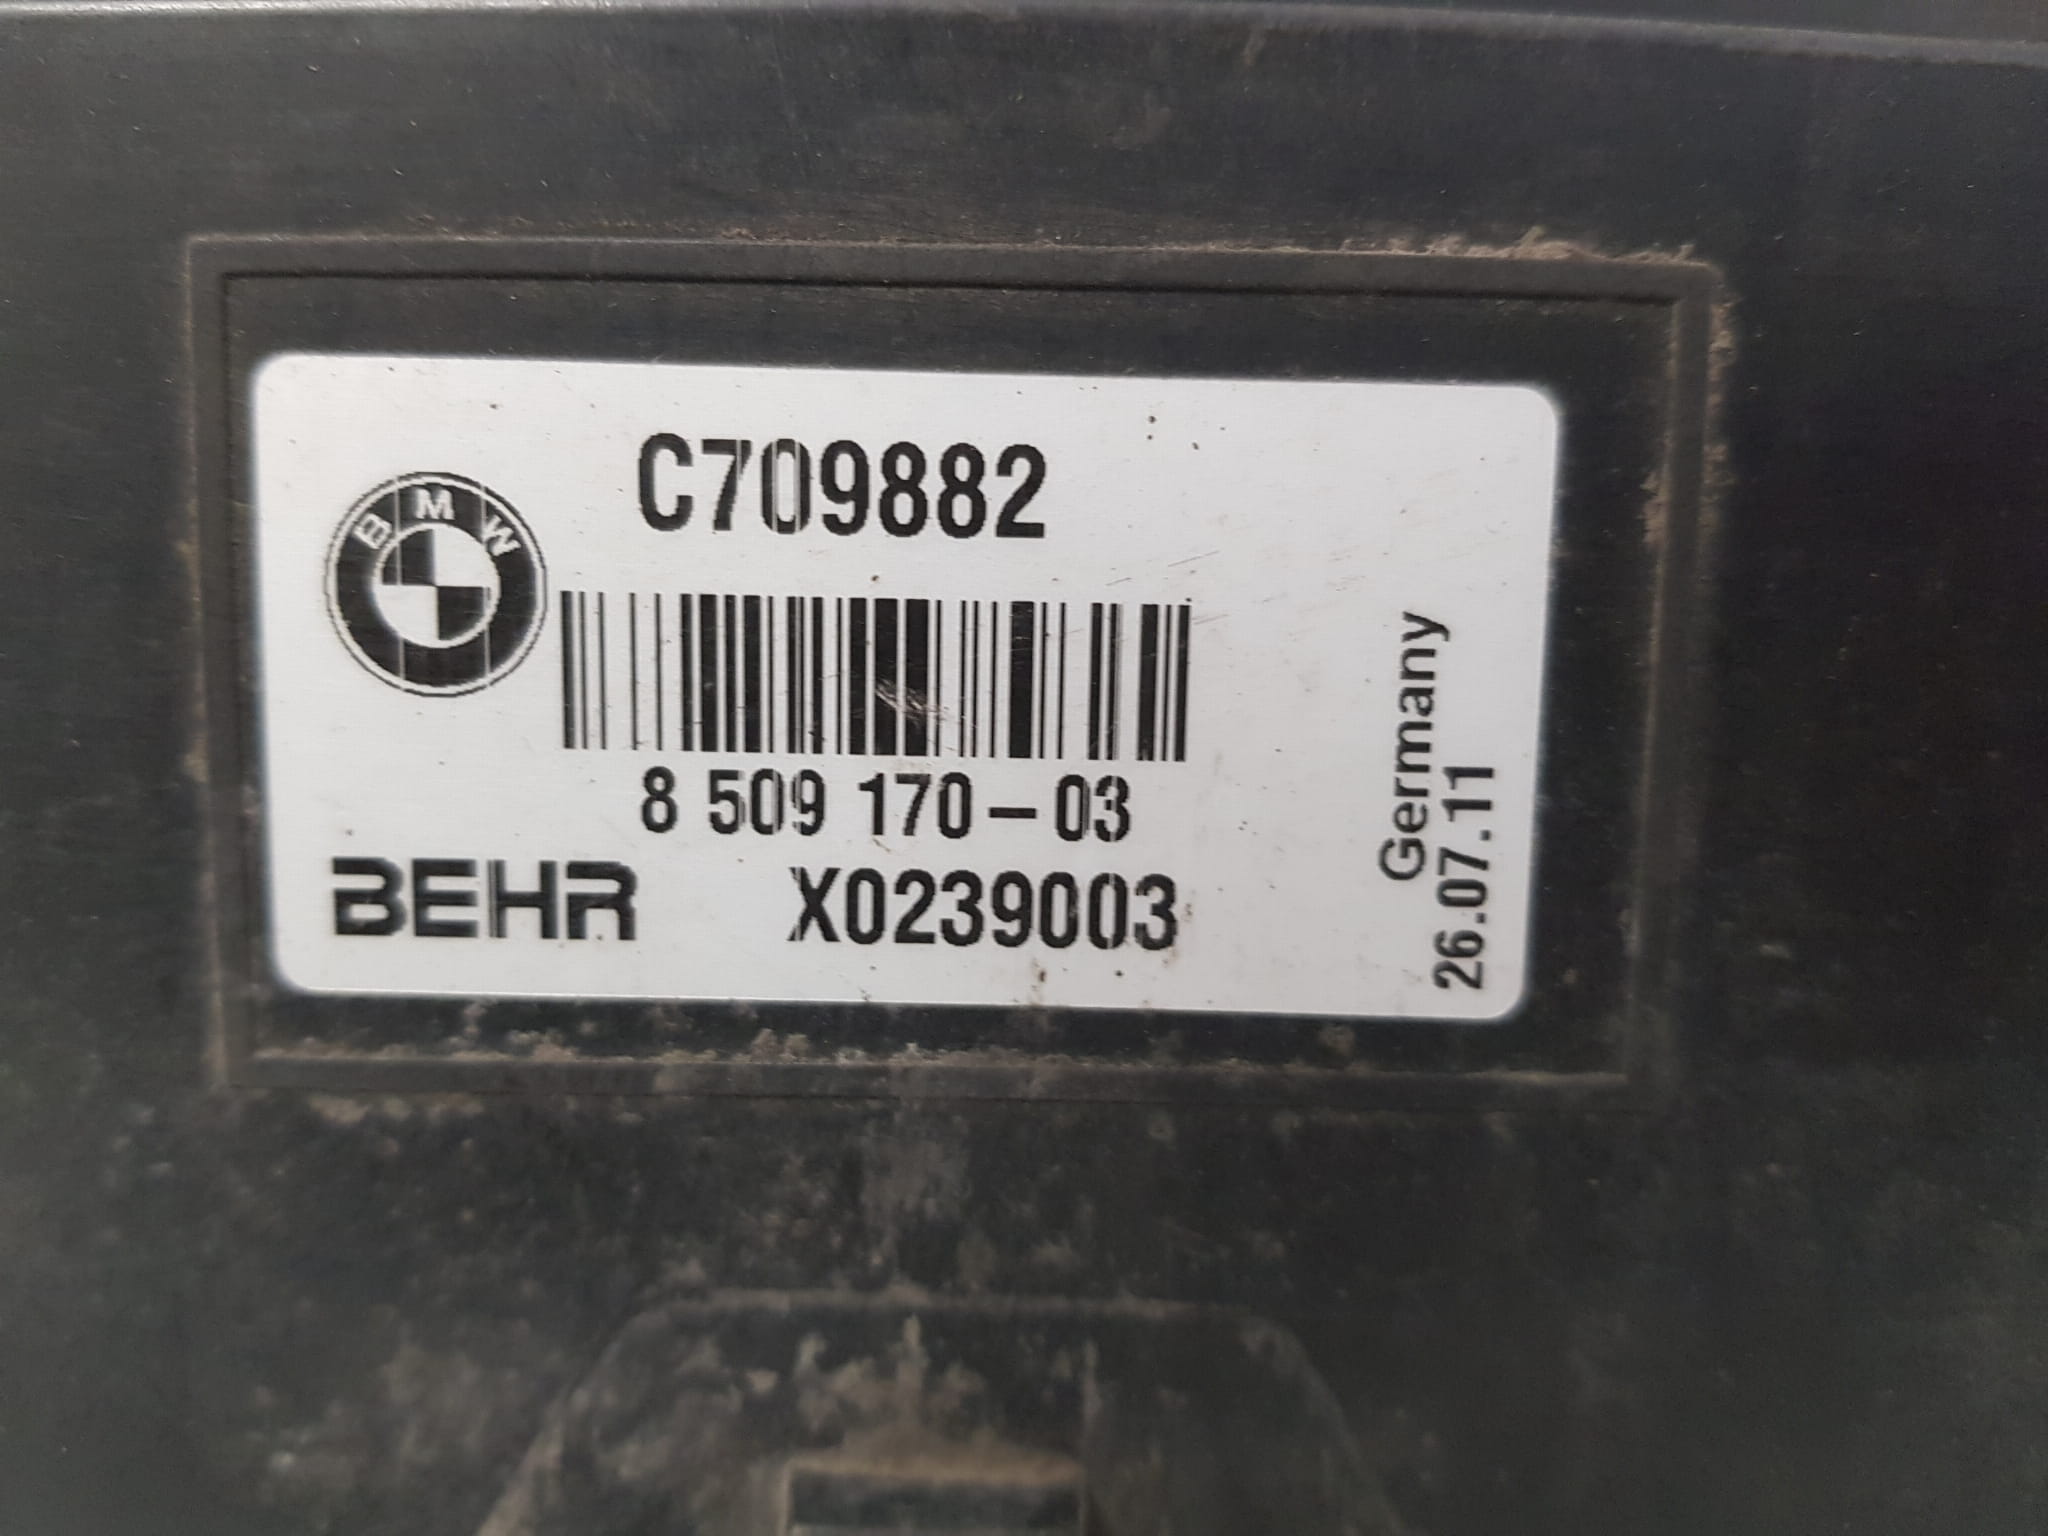 C709882
BMW
8 509 170-03
BEHR X0239003
Germany
26.07.11